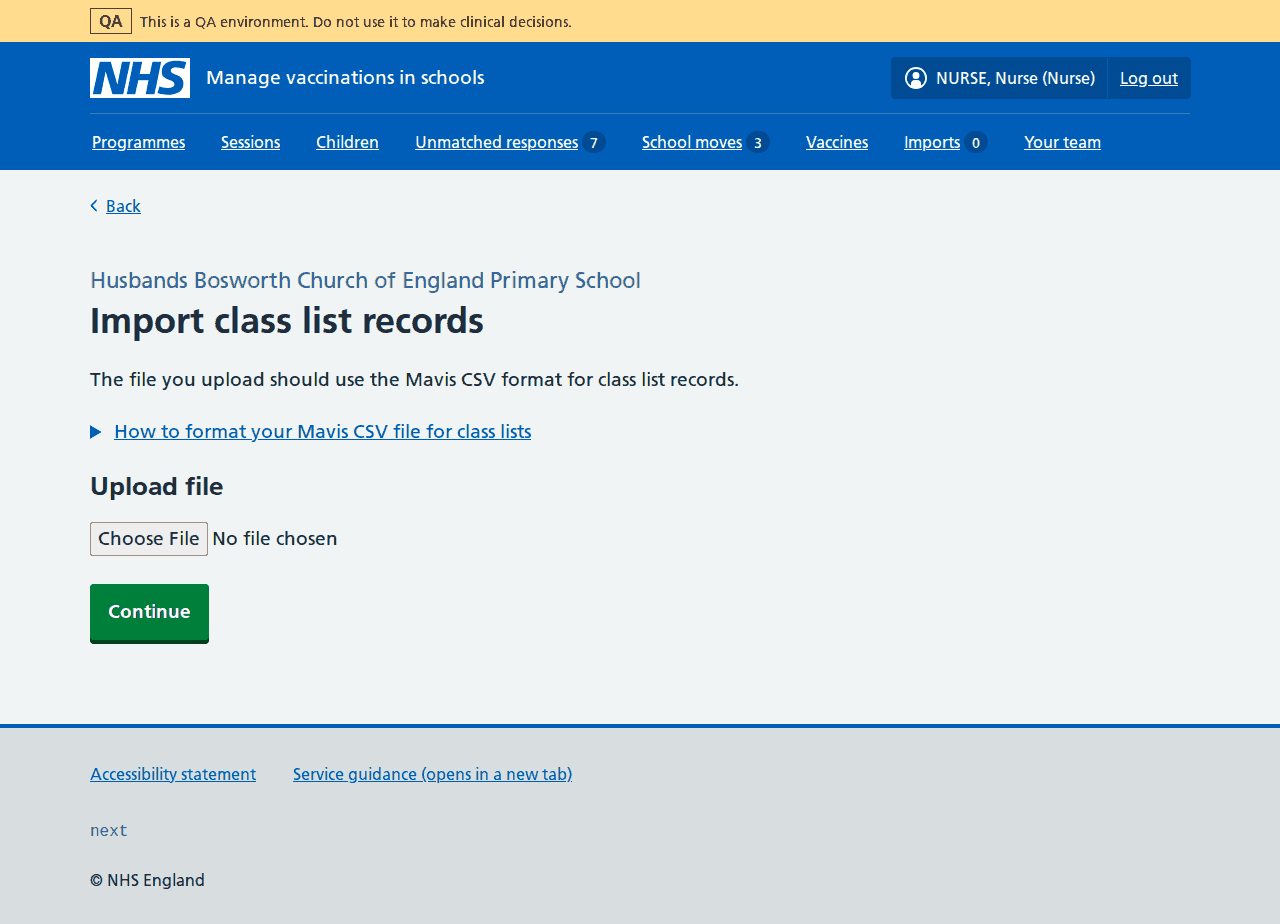 QA This is a QA environment. Do not use it to make clinical decisions.
NHS Manage vaccinations in schools NURSE, Nurse (Nurse) Log out
Programmes Sessions Children Unmatched responses 7 School moves 3 Vaccines Imports 0 Your team
Back
Husbands Bosworth Church of England Primary School
Import class list records
The file you upload should use the Mavis CSV format for class list records.
How to format your Mavis CSV file for class lists
Upload file
Choose File No file chosen
Continue
Accessibility statement Service guidance (opens in a new tab)
next
© NHS England